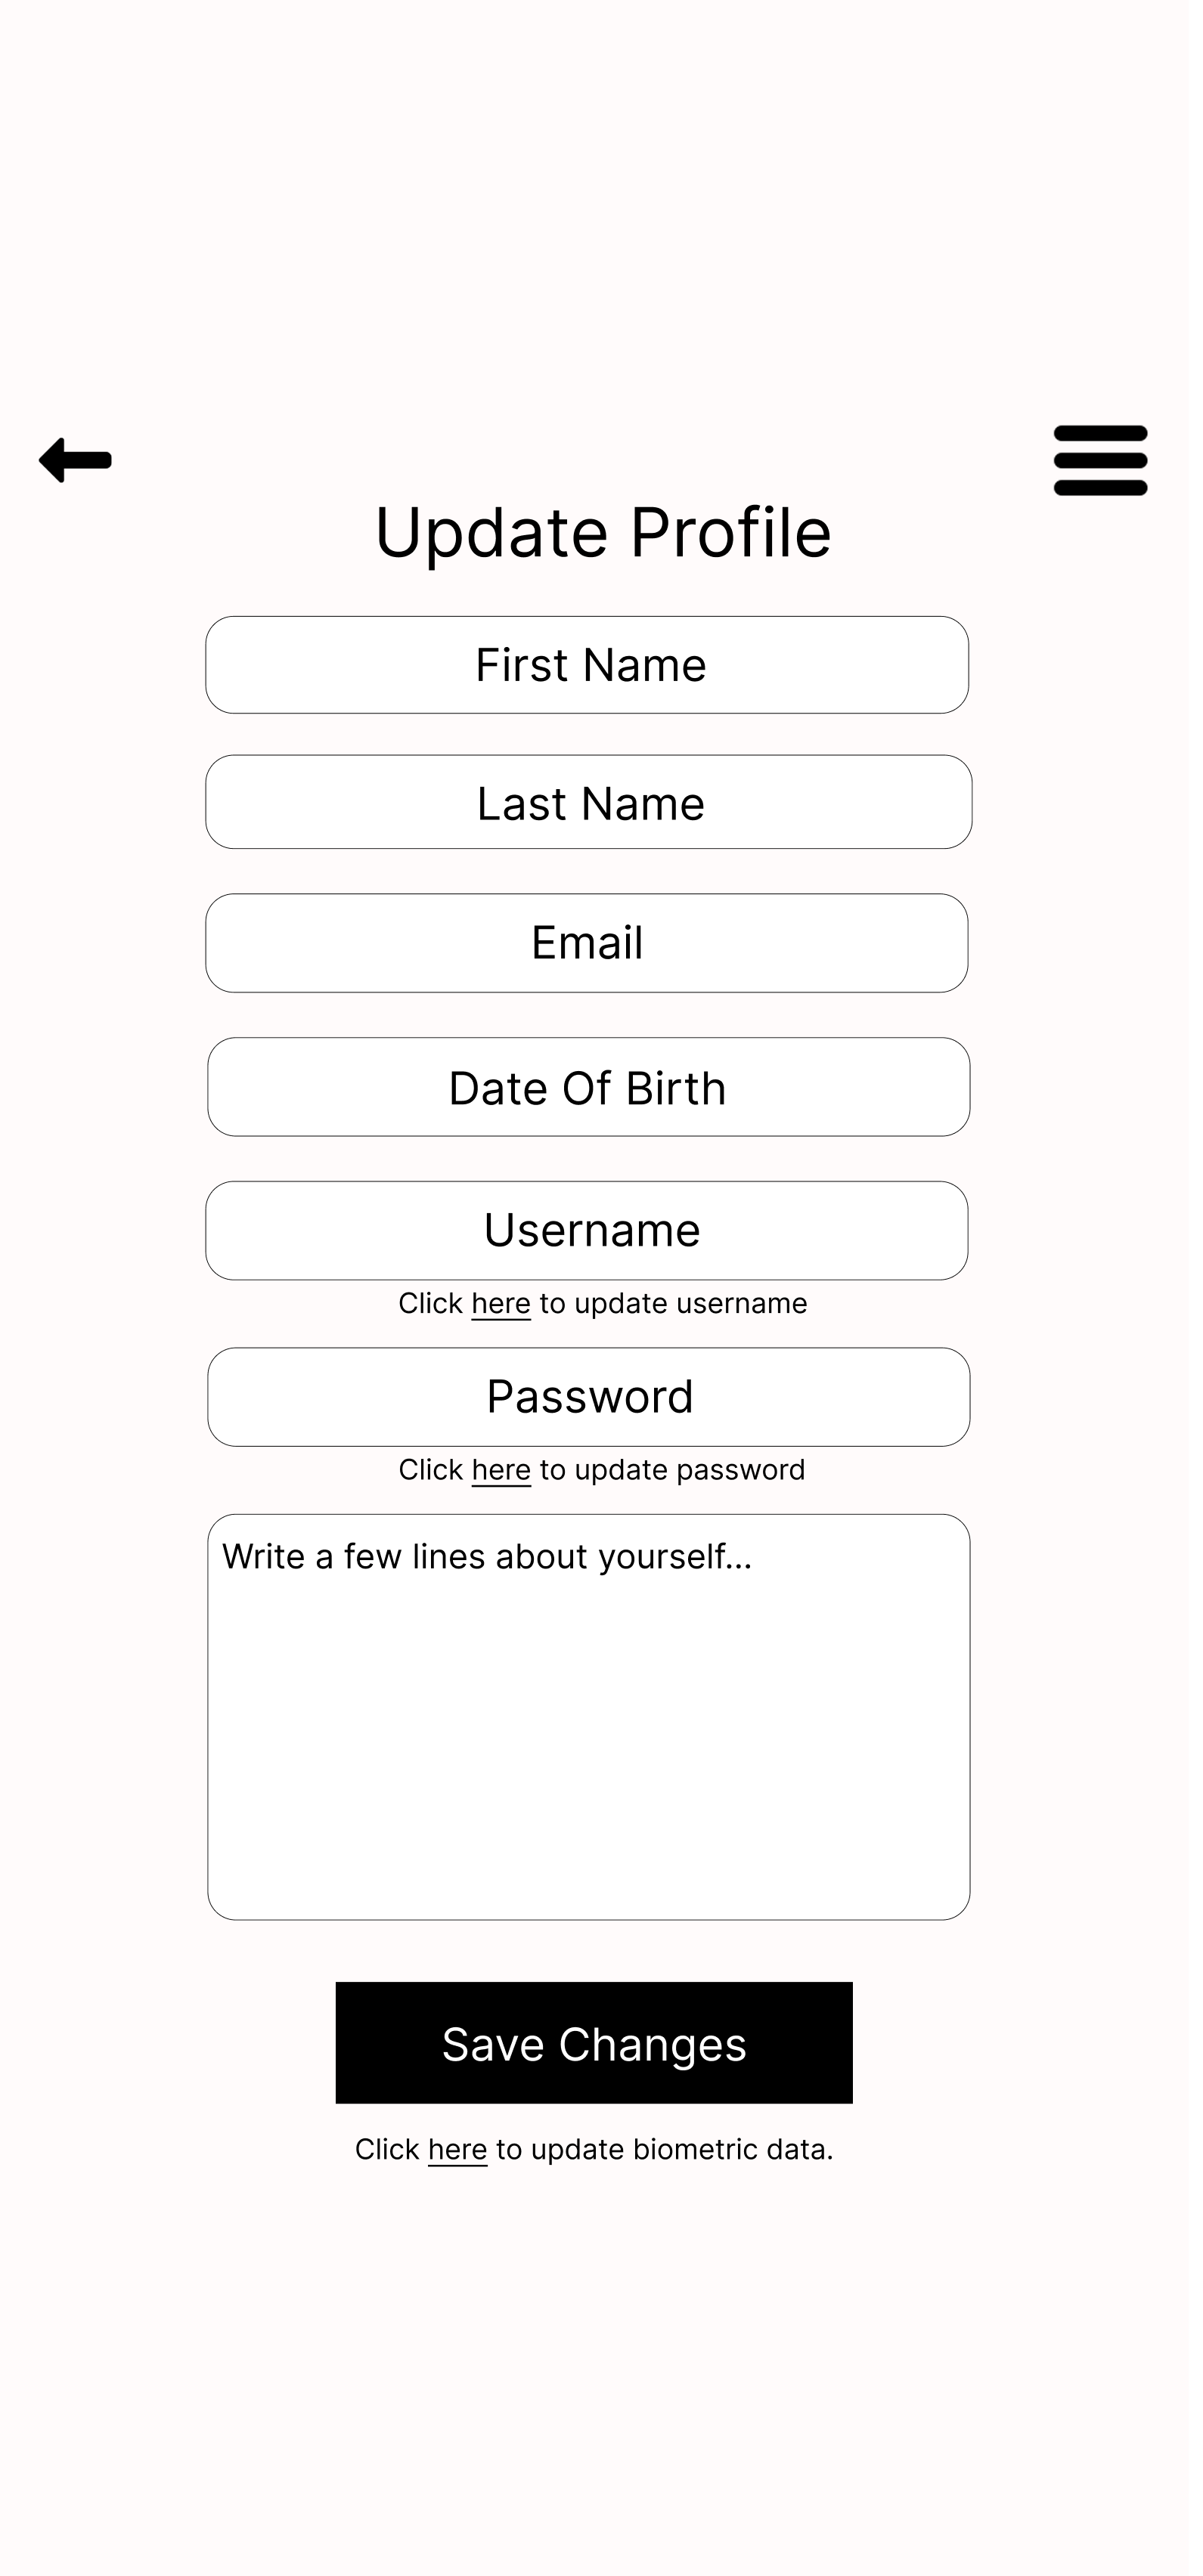 Update Profile
First Name
Last Name
Email
Date Of Birth
Username
Click here to update username
Password
Click here to update password
Write a few lines about yourself...
Save Changes
Click here to update biometric data.